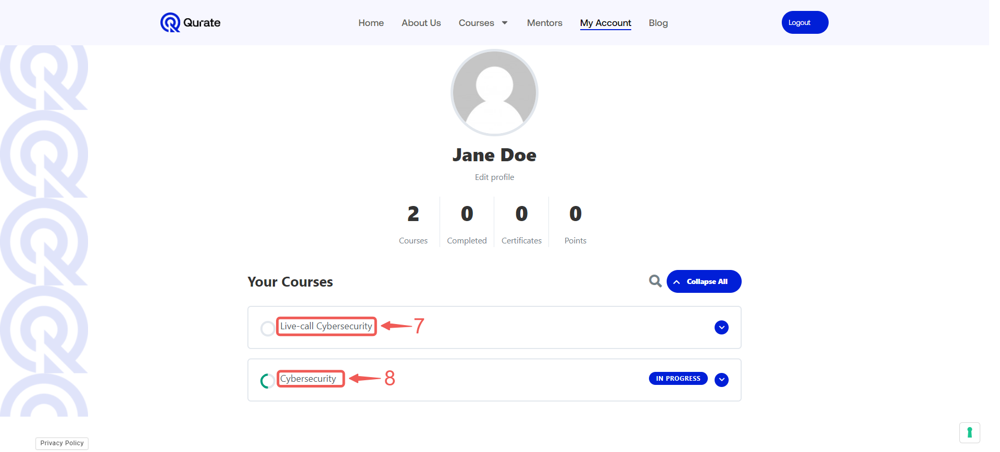 Qurate
Home About Us Courses Mentors My Account Blog
Logout
Jane Doe
Edit profile
2 0 0 0
Courses Completed Certificates Points
Your Courses
Collapse All
Live-call Cybersecurity 7
Cybersecurity 8 IN PROGRESS
Privacy Policy